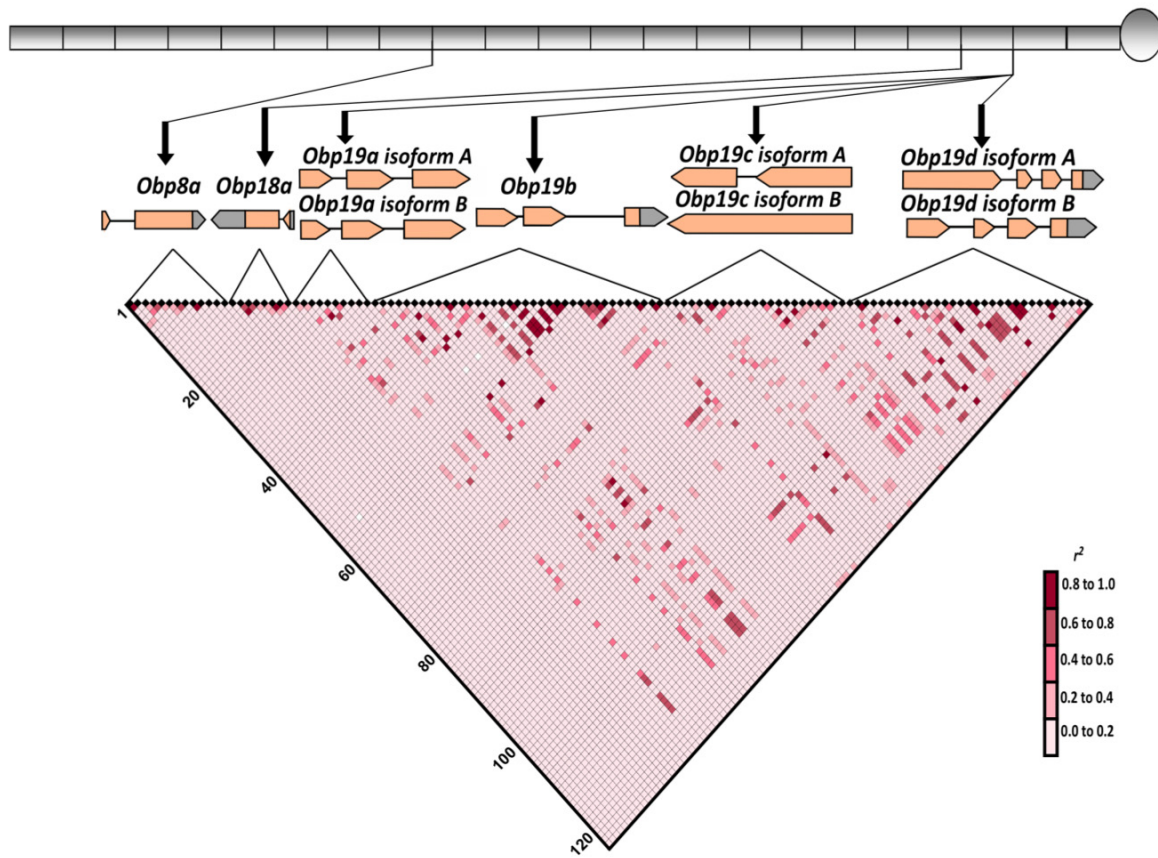 Obp8a
Obp18a
Obp19a isoform A
Obp19a isoform B
Obp19b
Obp19c isoform A
Obp19c isoform B
Obp19d isoform A
Obp19d isoform B
1
20
40
60
80
100
120
r²
0.8 to 1.0
0.6 to 0.8
0.4 to 0.6
0.2 to 0.4
0.0 to 0.2